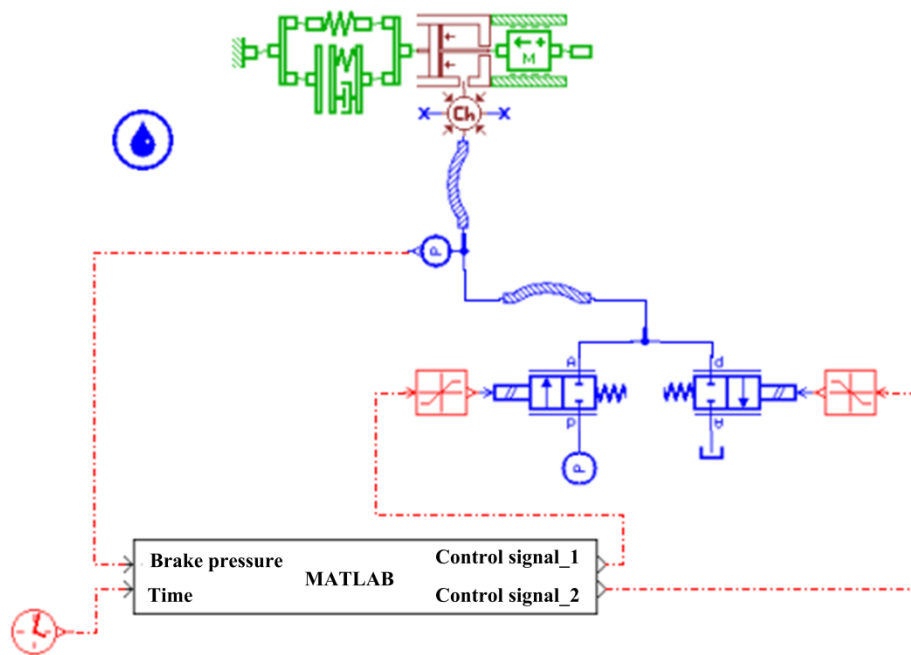 M
Ch
P
A
d
P
A
P
Brake pressure
Control signal_1
MATLAB
Time
Control signal_2